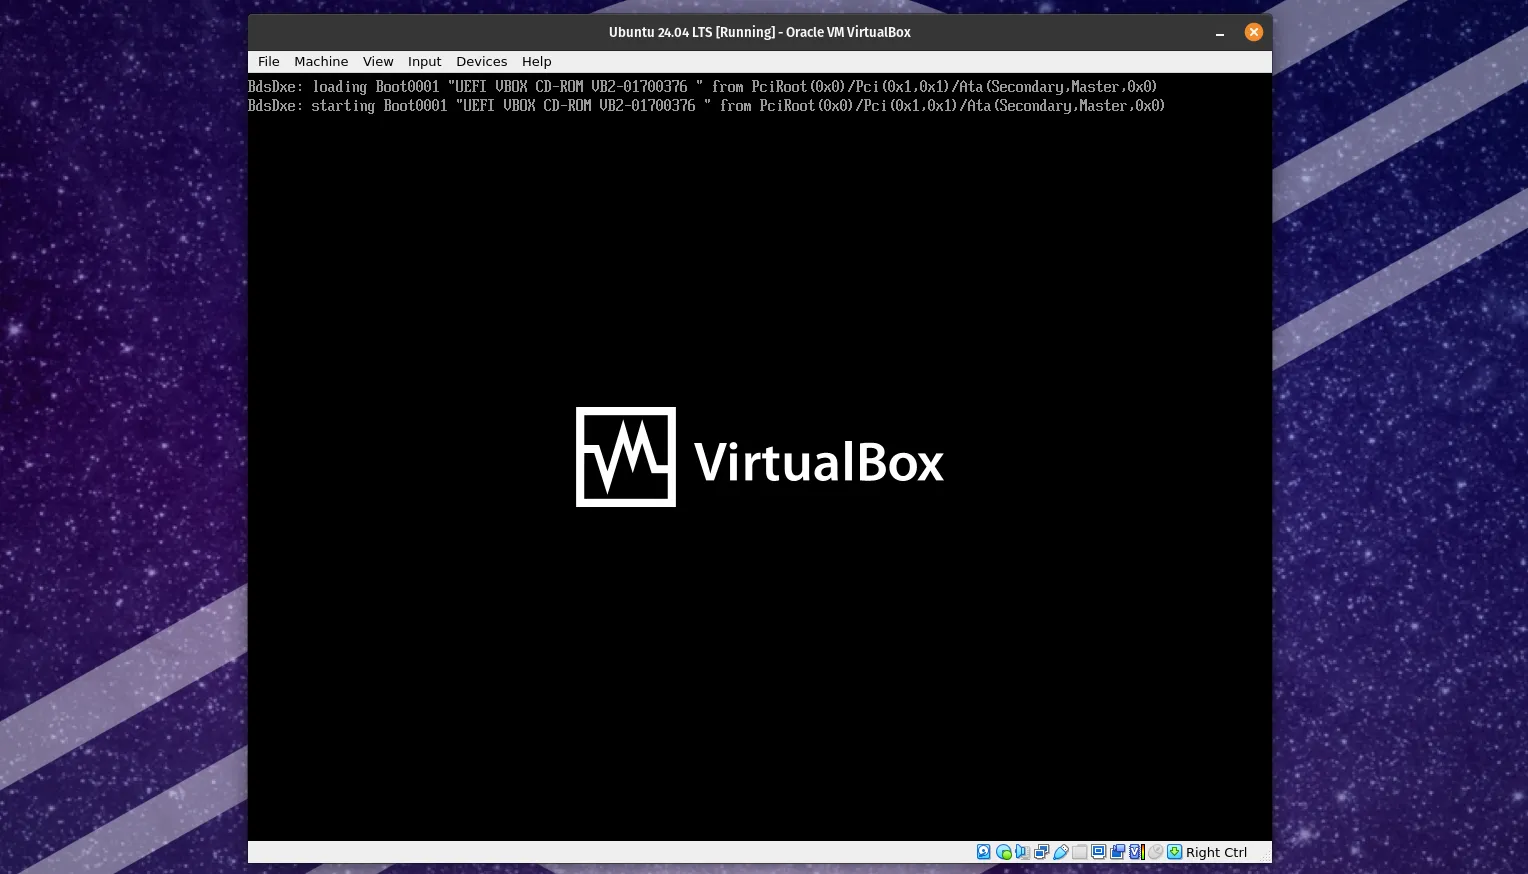 Ubuntu 24.04 LTS [Running] - Oracle VM VirtualBox
File Machine View Input Devices Help
BdsDxe: loading Boot0001 "UEFI VBOX CD-ROM VB2-01700376 " from PciRoot(0x0)/Pci(0x1,0x1)/Ata(Secondary,Master,0x0)
BdsDxe: starting Boot0001 "UEFI VBOX CD-ROM VB2-01700376 " from PciRoot(0x0)/Pci(0x1,0x1)/Ata(Secondary,Master,0x0)
VirtualBox
Right Ctrl